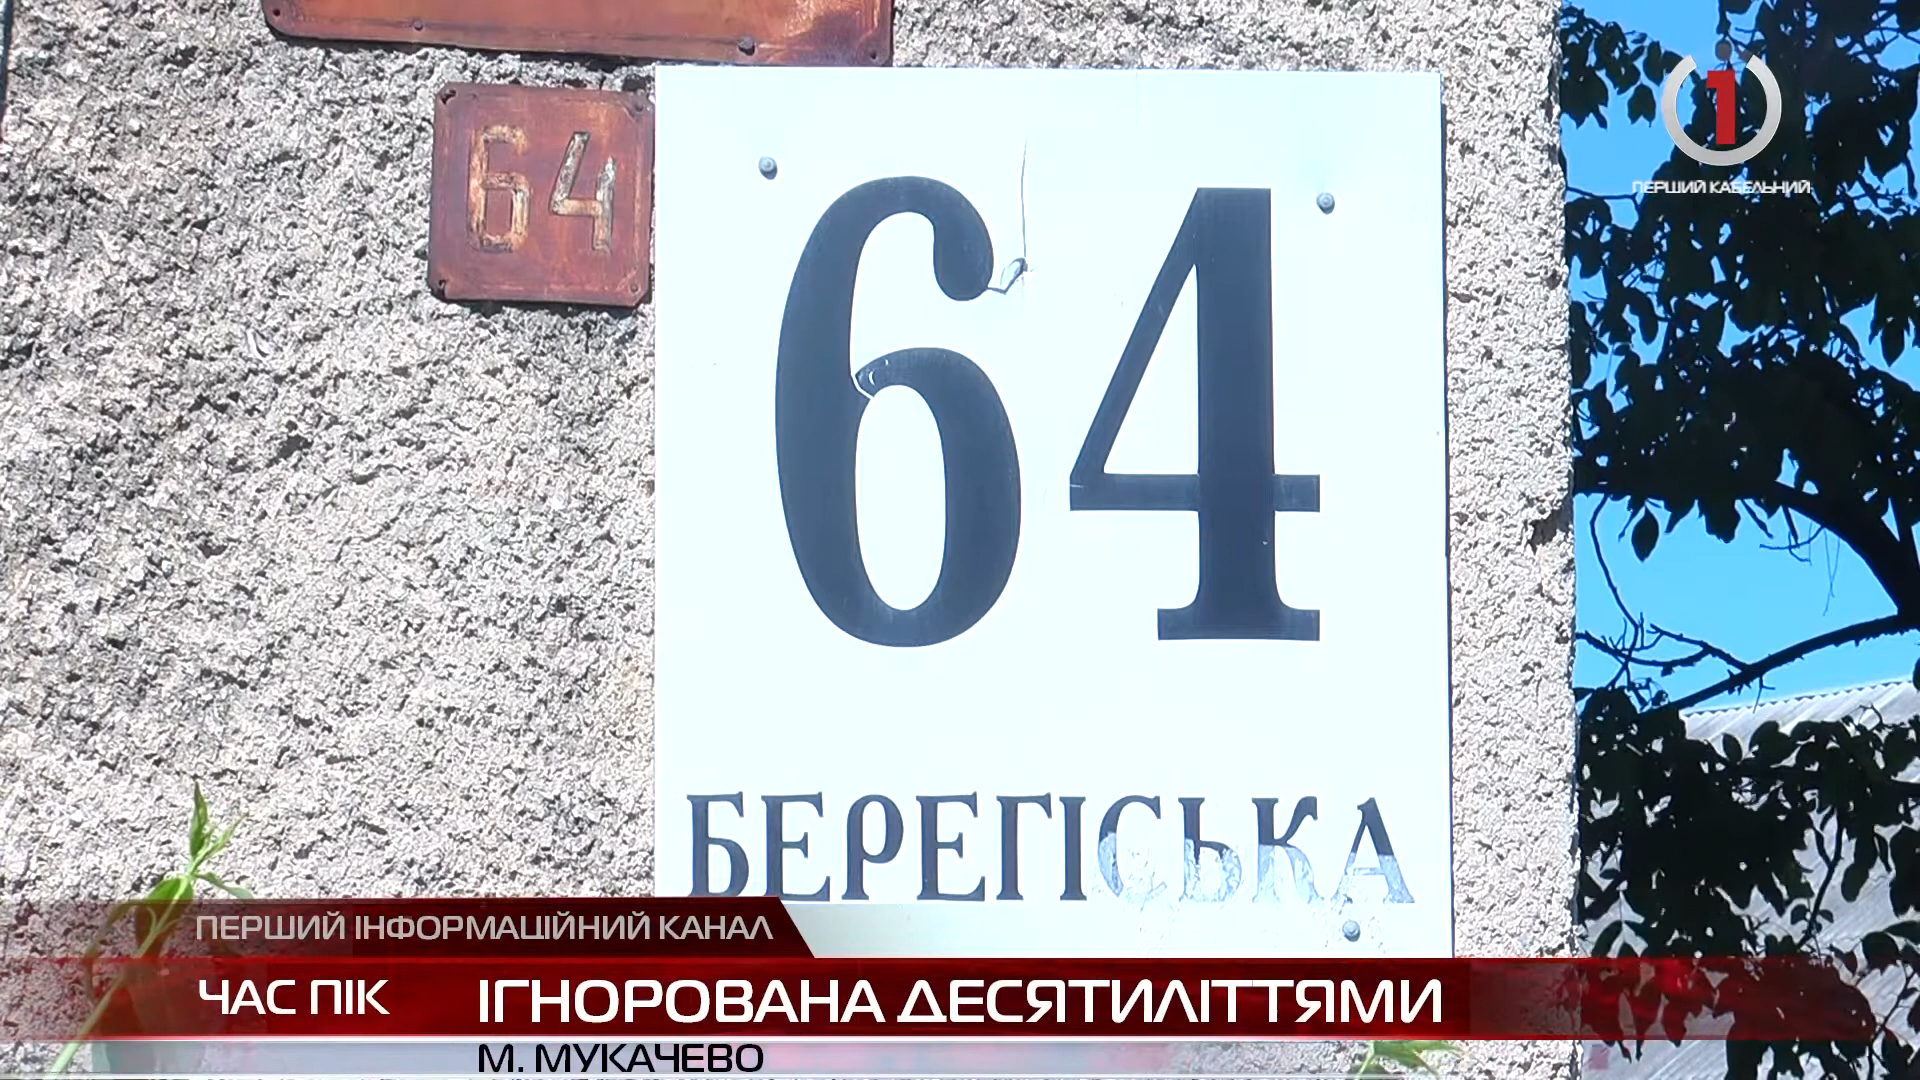 64
64
БЕРЕГІСЬКА
1
ПЕРШИЙ КАБЕЛЬНИЙ
ПЕРШИЙ ІНФОРМАЦІЙНИЙ КАНАЛ
ЧАС ПІК
ІГНОРОВАНА ДЕСЯТИЛІТТЯМИ
М. МУКАЧЕВО